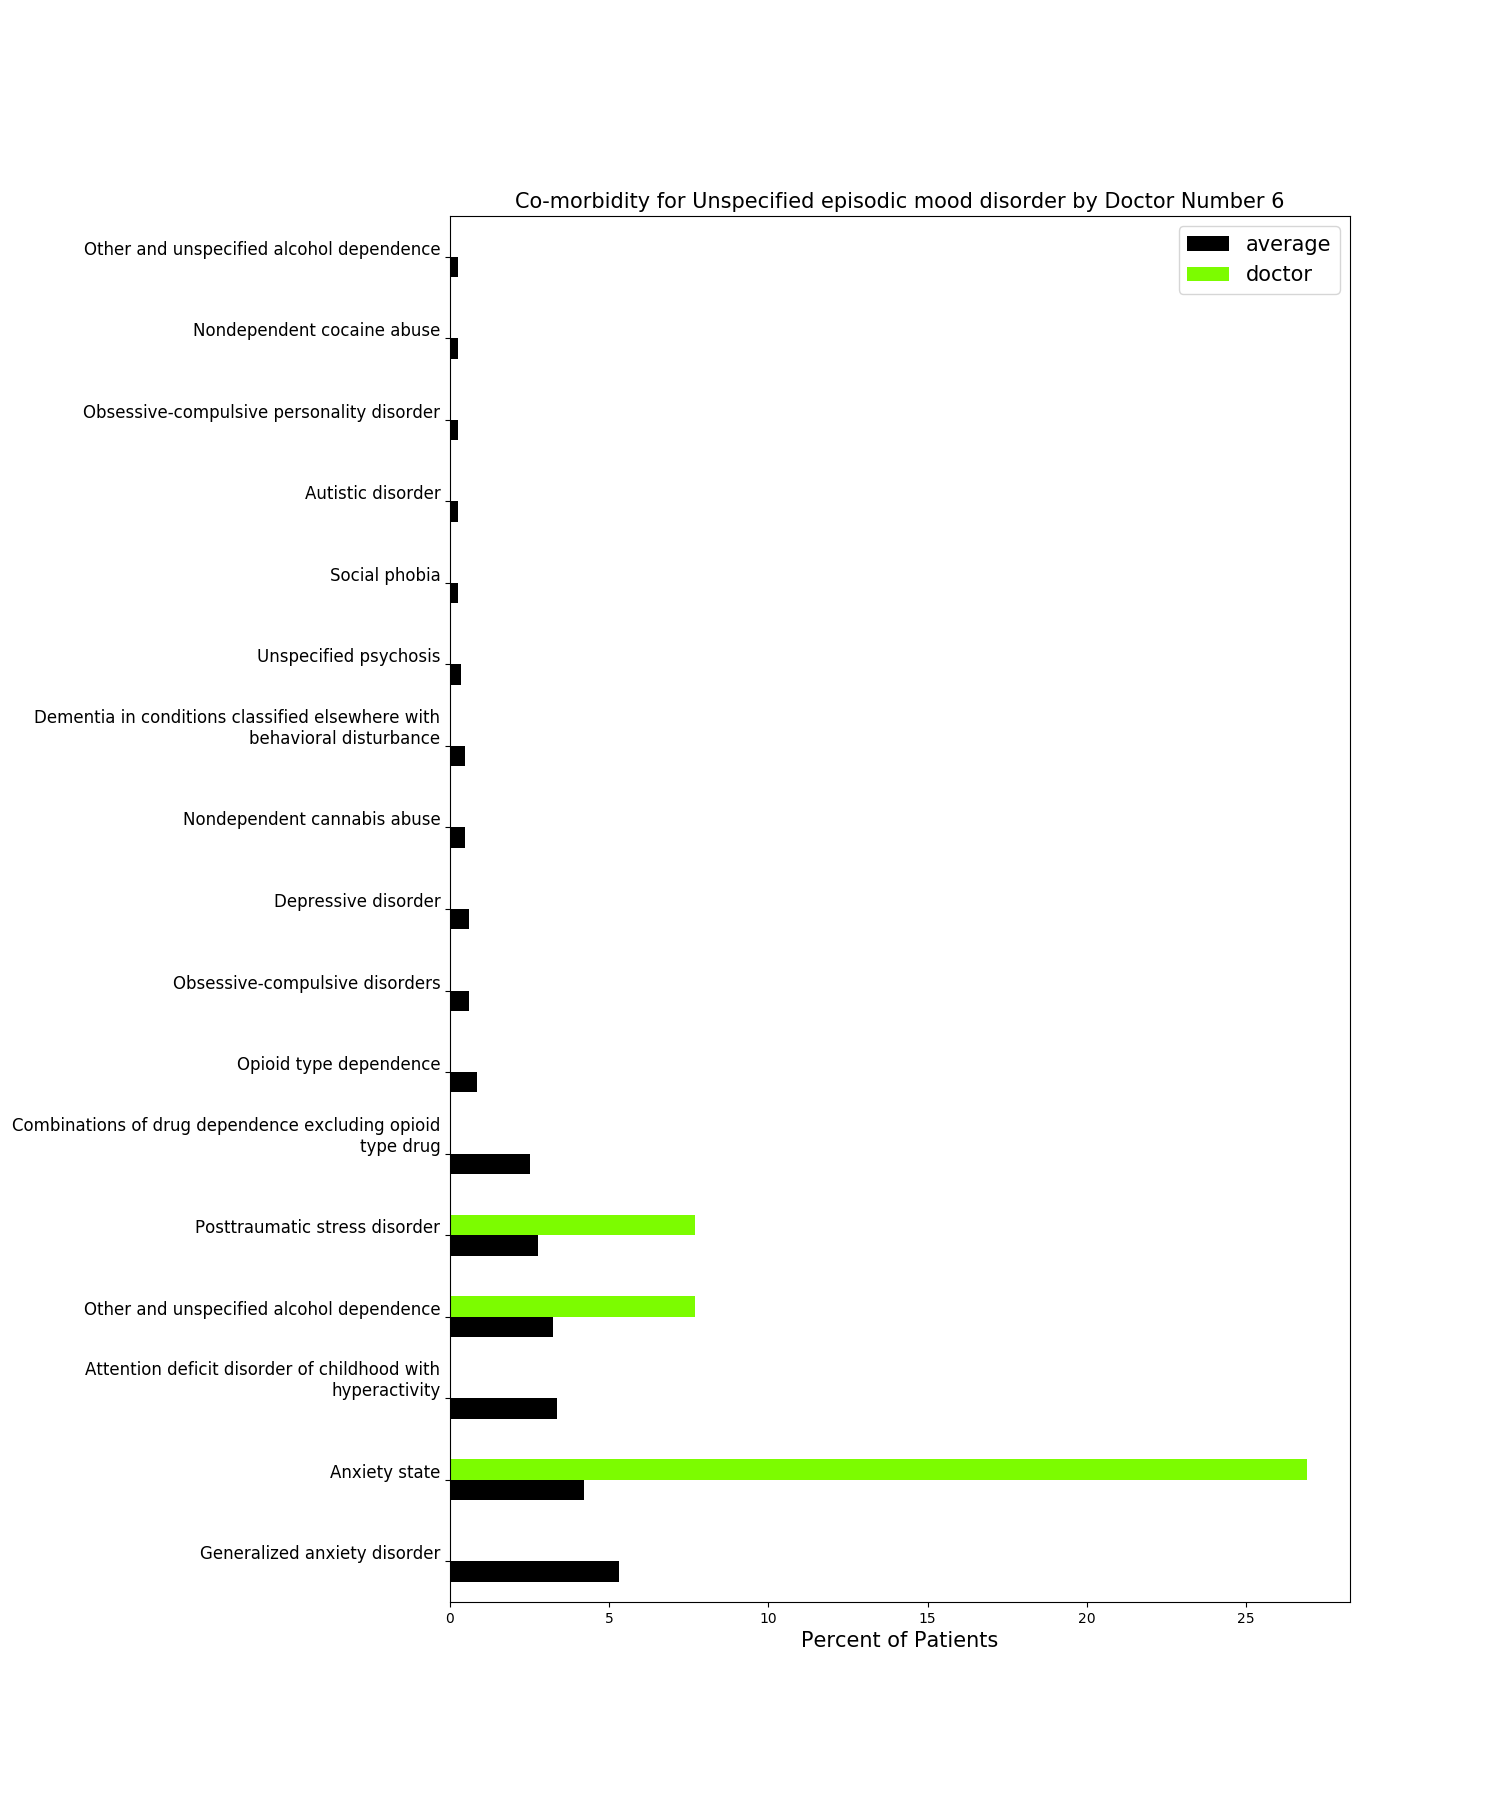 Co-morbidity for Unspecified episodic mood disorder by Doctor Number 6
average
doctor
Other and unspecified alcohol dependence
Nondependent cocaine abuse
Obsessive-compulsive personality disorder
Autistic disorder
Social phobia
Unspecified psychosis
Dementia in conditions classified elsewhere with
behavioral disturbance
Nondependent cannabis abuse
Depressive disorder
Obsessive-compulsive disorders
Opioid type dependence
Combinations of drug dependence excluding opioid
type drug
Posttraumatic stress disorder
Other and unspecified alcohol dependence
Attention deficit disorder of childhood with
hyperactivity
Anxiety state
Generalized anxiety disorder
0 5 10 15 20 25
Percent of Patients